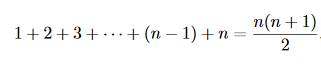 1 + 2 + 3 + ⋯ + (n − 1) + n = n(n + 1) / 2.